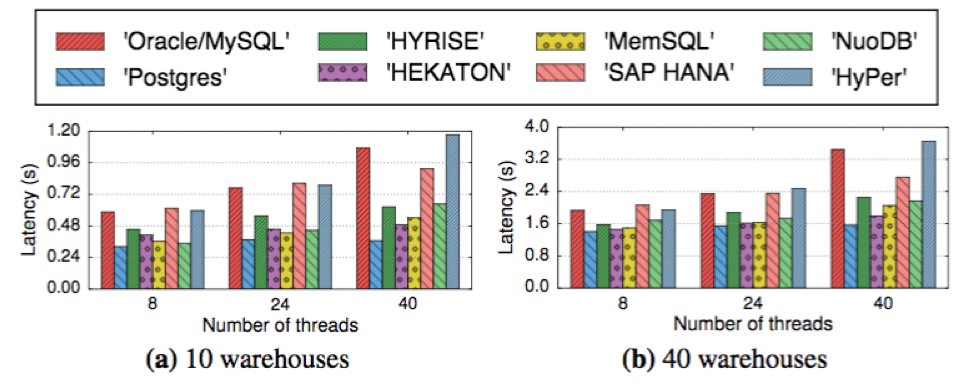 'Oracle/MySQL' 'HYRISE' 'MemSQL' 'NuoDB'
'Postgres' 'HEKATON' 'SAP HANA' 'HyPer'
1.20
0.96
0.72
0.48
0.24
0.00
Latency (s)
8 24 40
Number of threads
(a) 10 warehouses
4.0
3.2
2.4
1.6
0.8
0.0
Latency (s)
8 24 40
Number of threads
(b) 40 warehouses